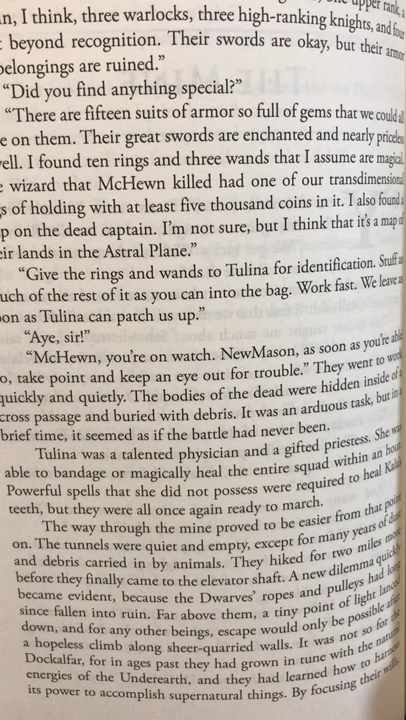 upper rank,
n, I think, three warlocks, three high-ranking knights, and four
beyond recognition. Their swords are okay, but their armor
belongings are ruined.”
“Did you find anything special?”
“There are fifteen suits of armor so full of gems that we could
e on them. Their great swords are enchanted and nearly priceless
ell. I found ten rings and three wands that I assume are magical.
e wizard that McHewn killed had one of our transdimensional
s of holding with at least five thousand coins in it. I also found a
p on the dead captain. I’m not sure, but I think that it’s a map of
eir lands in the Astral Plane.”
“Give the rings and wands to Tulina for identification. Stuff as
uch of the rest of it as you can into the bag. Work fast. We leave as
on as Tulina can patch us up.”
“Aye, sir!”
“McHewn, you’re on watch. NewMason, as soon as you’re able
o, take point and keep an eye out for trouble.” They went to work
quickly and quietly. The bodies of the dead were hidden inside of a
cross passage and buried with debris. It was an arduous task, but in a
brief time, it seemed as if the battle had never been.
Tulina was a talented physician and a gifted priestess. She was
able to bandage or magically heal the entire squad within an hour.
Powerful spells that she did not possess were required to heal
teeth, but they were all once again ready to march.
The way through the mine proved to be easier from that point
on. The tunnels were quiet and empty, except for many years of dust
and debris carried in by animals. They hiked for two miles more
before they finally came to the elevator shaft. A new dilemma quickly
became evident, because the Dwarves’ ropes and pulleys had long
since fallen into ruin. Far above them, a tiny point of light lanced
down, and for any other beings, escape would only be possible after
a hopeless climb along sheer-quarried walls. It was not so for the
Dockalfar, for in ages past they had grown in tune with the natural
energies of the Underearth, and they had learned how to harness
its power to accomplish supernatural things. By focusing their wills,